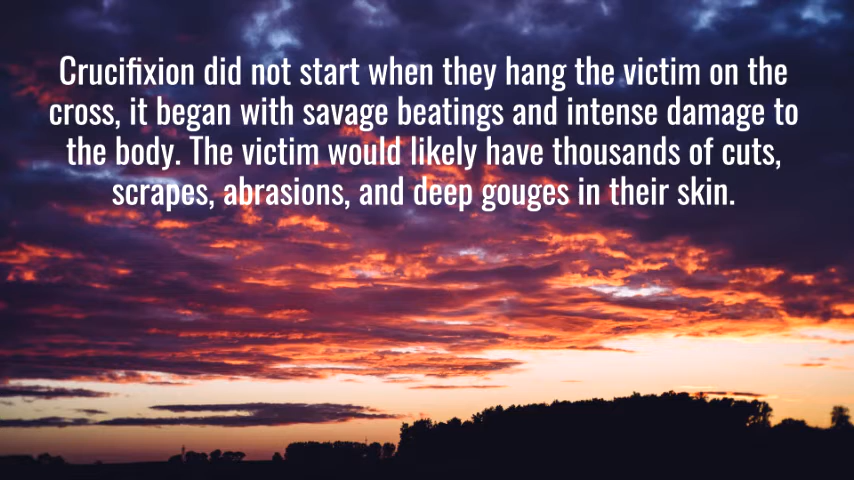 Crucifixion did not start when they hang the victim on the
cross, it began with savage beatings and intense damage to
the body. The victim would likely have thousands of cuts,
scrapes, abrasions, and deep gouges in their skin.